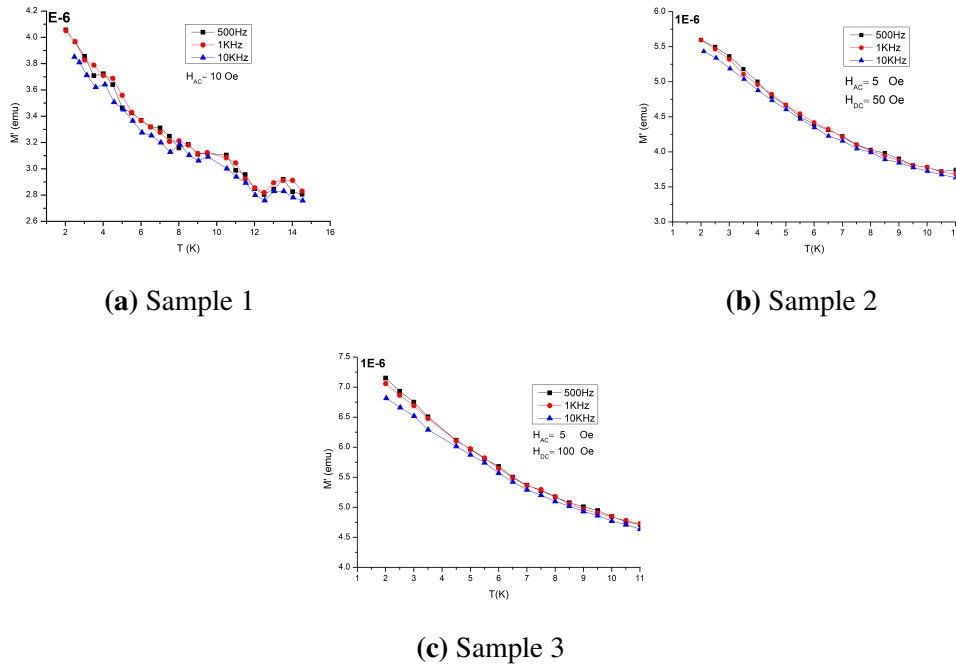 E-6
4.2
4.0
3.8
3.6
3.4
3.2
3.0
2.8
2.6
M' (emu)
500Hz
1KHz
10KHz
H_AC~ 10 Oe
2 4 6 8 10 12 14 16
T (K)
(a) Sample 1
1E-6
6.0
5.5
5.0
4.5
4.0
3.5
3.0
M' (emu)
500Hz
1KHz
10KHz
H_AC= 5 Oe
H_DC= 50 Oe
1 2 3 4 5 6 7 8 9 10 11
T(K)
(b) Sample 2
1E-6
7.5
7.0
6.5
6.0
5.5
5.0
4.5
4.0
M' (emu)
500Hz
1KHz
10KHz
H_AC= 5 Oe
H_DC= 100 Oe
1 2 3 4 5 6 7 8 9 10 11
T(K)
(c) Sample 3